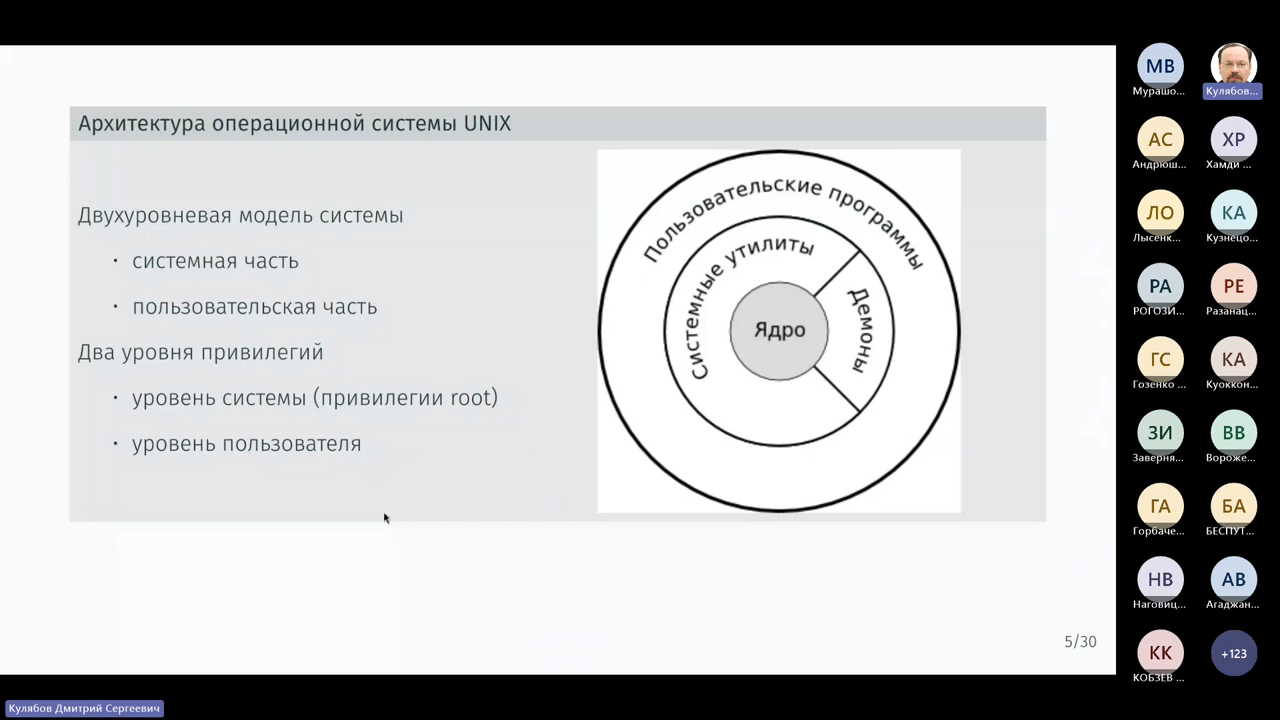 Архитектура операционной системы UNIX
Двухуровневая модель системы
· системная часть
· пользовательская часть
Два уровня привилегий
· уровень системы (привилегии root)
· уровень пользователя
Пользовательские программы
Системные утилиты
Демоны
Ядро
5/30
МВ
Мурашо...
Кулябов...
АС
Андрюш...
ХР
Хамди ...
ЛО
Лысенк...
КА
Кузнецо...
РА
РОГОЗИ...
РЕ
Разанац...
ГС
Гозенко ...
КА
Куоккон...
ЗИ
Заверня...
ВВ
Вороже...
ГА
Горбаче...
БА
БЕСПУТ...
НВ
Наговиц...
АВ
Агаджан...
КК
КОБЗЕВ ...
+123
Кулябов Дмитрий Сергеевич